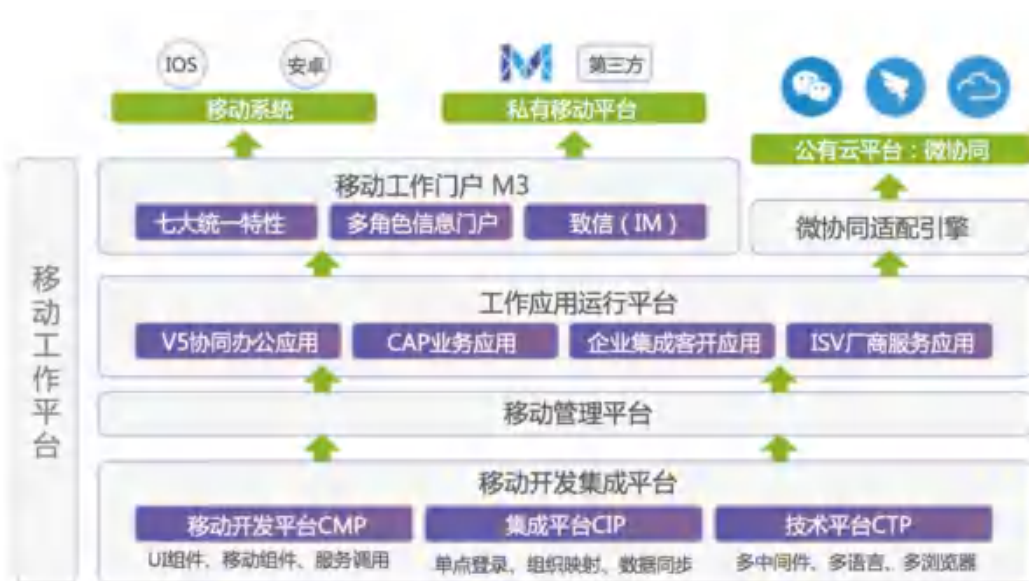 IOS 安卓 M 第三方
移动系统 私有移动平台
公有云平台：微协同
移动工作门户 M3
七大统一特性 多角色信息门户 致信（IM） 微协同适配引擎
移动工作平台
工作应用运行平台
V5协同办公应用 CAP业务应用 企业集成客开应用 ISV厂商服务应用
移动管理平台
移动开发集成平台
移动开发平台CMP 集成平台CIP 技术平台CTP
UI组件、移动组件、服务调用 单点登录、组织映射、数据同步 多中间件、多语言、多浏览器